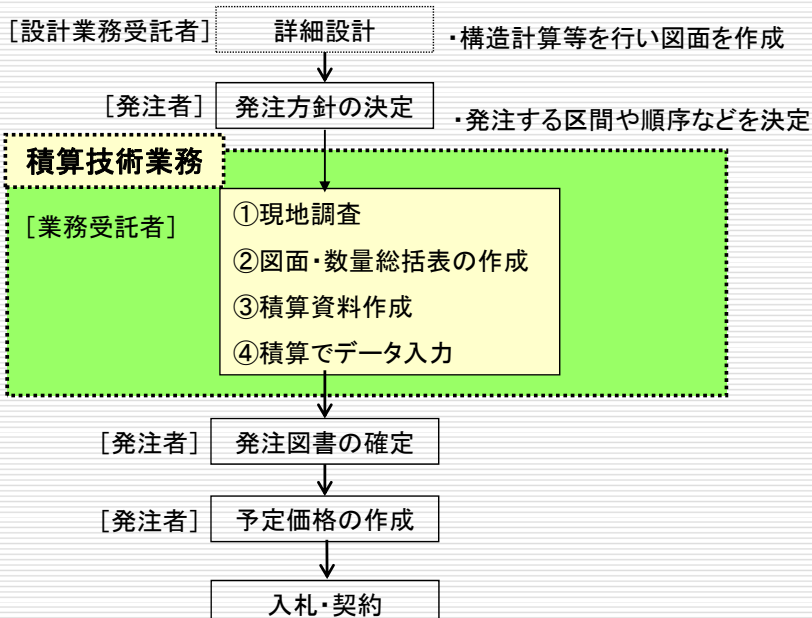 [設計業務受託者] 詳細設計 ・構造計算等を行い図面を作成
[発注者] 発注方針の決定 ・発注する区間や順序などを決定
積算技術業務
[業務受託者]
①現地調査
②図面・数量総括表の作成
③積算資料作成
④積算でデータ入力
[発注者] 発注図書の確定
[発注者] 予定価格の作成
入札・契約